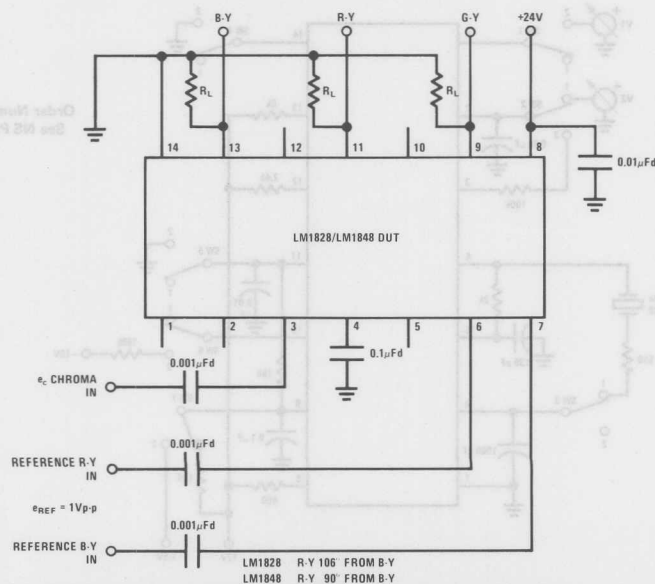 B-Y R-Y G-Y +24V
R_L R_L R_L
14 13 12 11 10 9 8
0.01μFd
LM1828/LM1848 DUT
1 2 3 4 5 6 7
0.001μFd
0.1μFd
e_c CHROMA
IN
0.001μFd
REFERENCE R-Y
IN
e_REF = 1Vp-p
0.001μFd
REFERENCE B-Y
IN
LM1828 R-Y 106° FROM B-Y
LM1848 R-Y 90° FROM B-Y